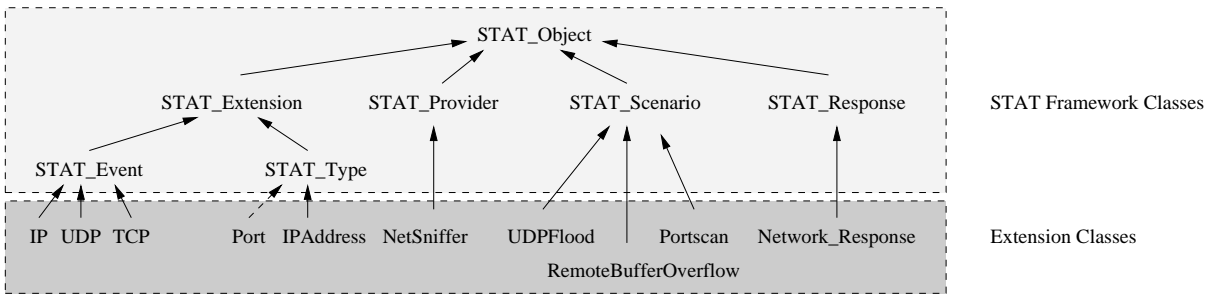 STAT_Object
STAT_Extension STAT_Provider STAT_Scenario STAT_Response STAT Framework Classes
STAT_Event STAT_Type
IP UDP TCP Port IPAddress NetSniffer UDPFlood Portscan Network_Response Extension Classes
RemoteBufferOverflow